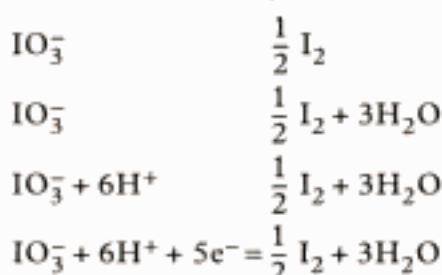 IO₃⁻ ½ I₂
IO₃⁻ ½ I₂ + 3H₂O
IO₃⁻ + 6H⁺ ½ I₂ + 3H₂O
IO₃⁻ + 6H⁺ + 5e⁻ = ½ I₂ + 3H₂O